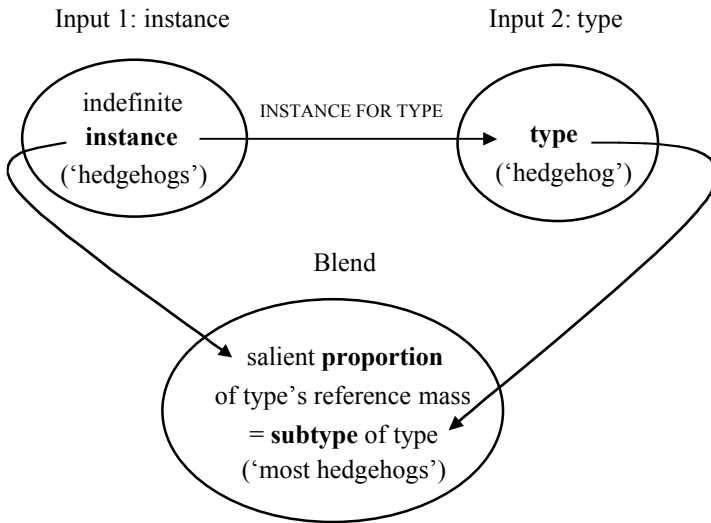 Input 1: instance
Input 2: type
indefinite
instance
(‘hedgehogs’)
INSTANCE FOR TYPE
type
(‘hedgehog’)
Blend
salient proportion
of type’s reference mass
= subtype of type
(‘most hedgehogs’)